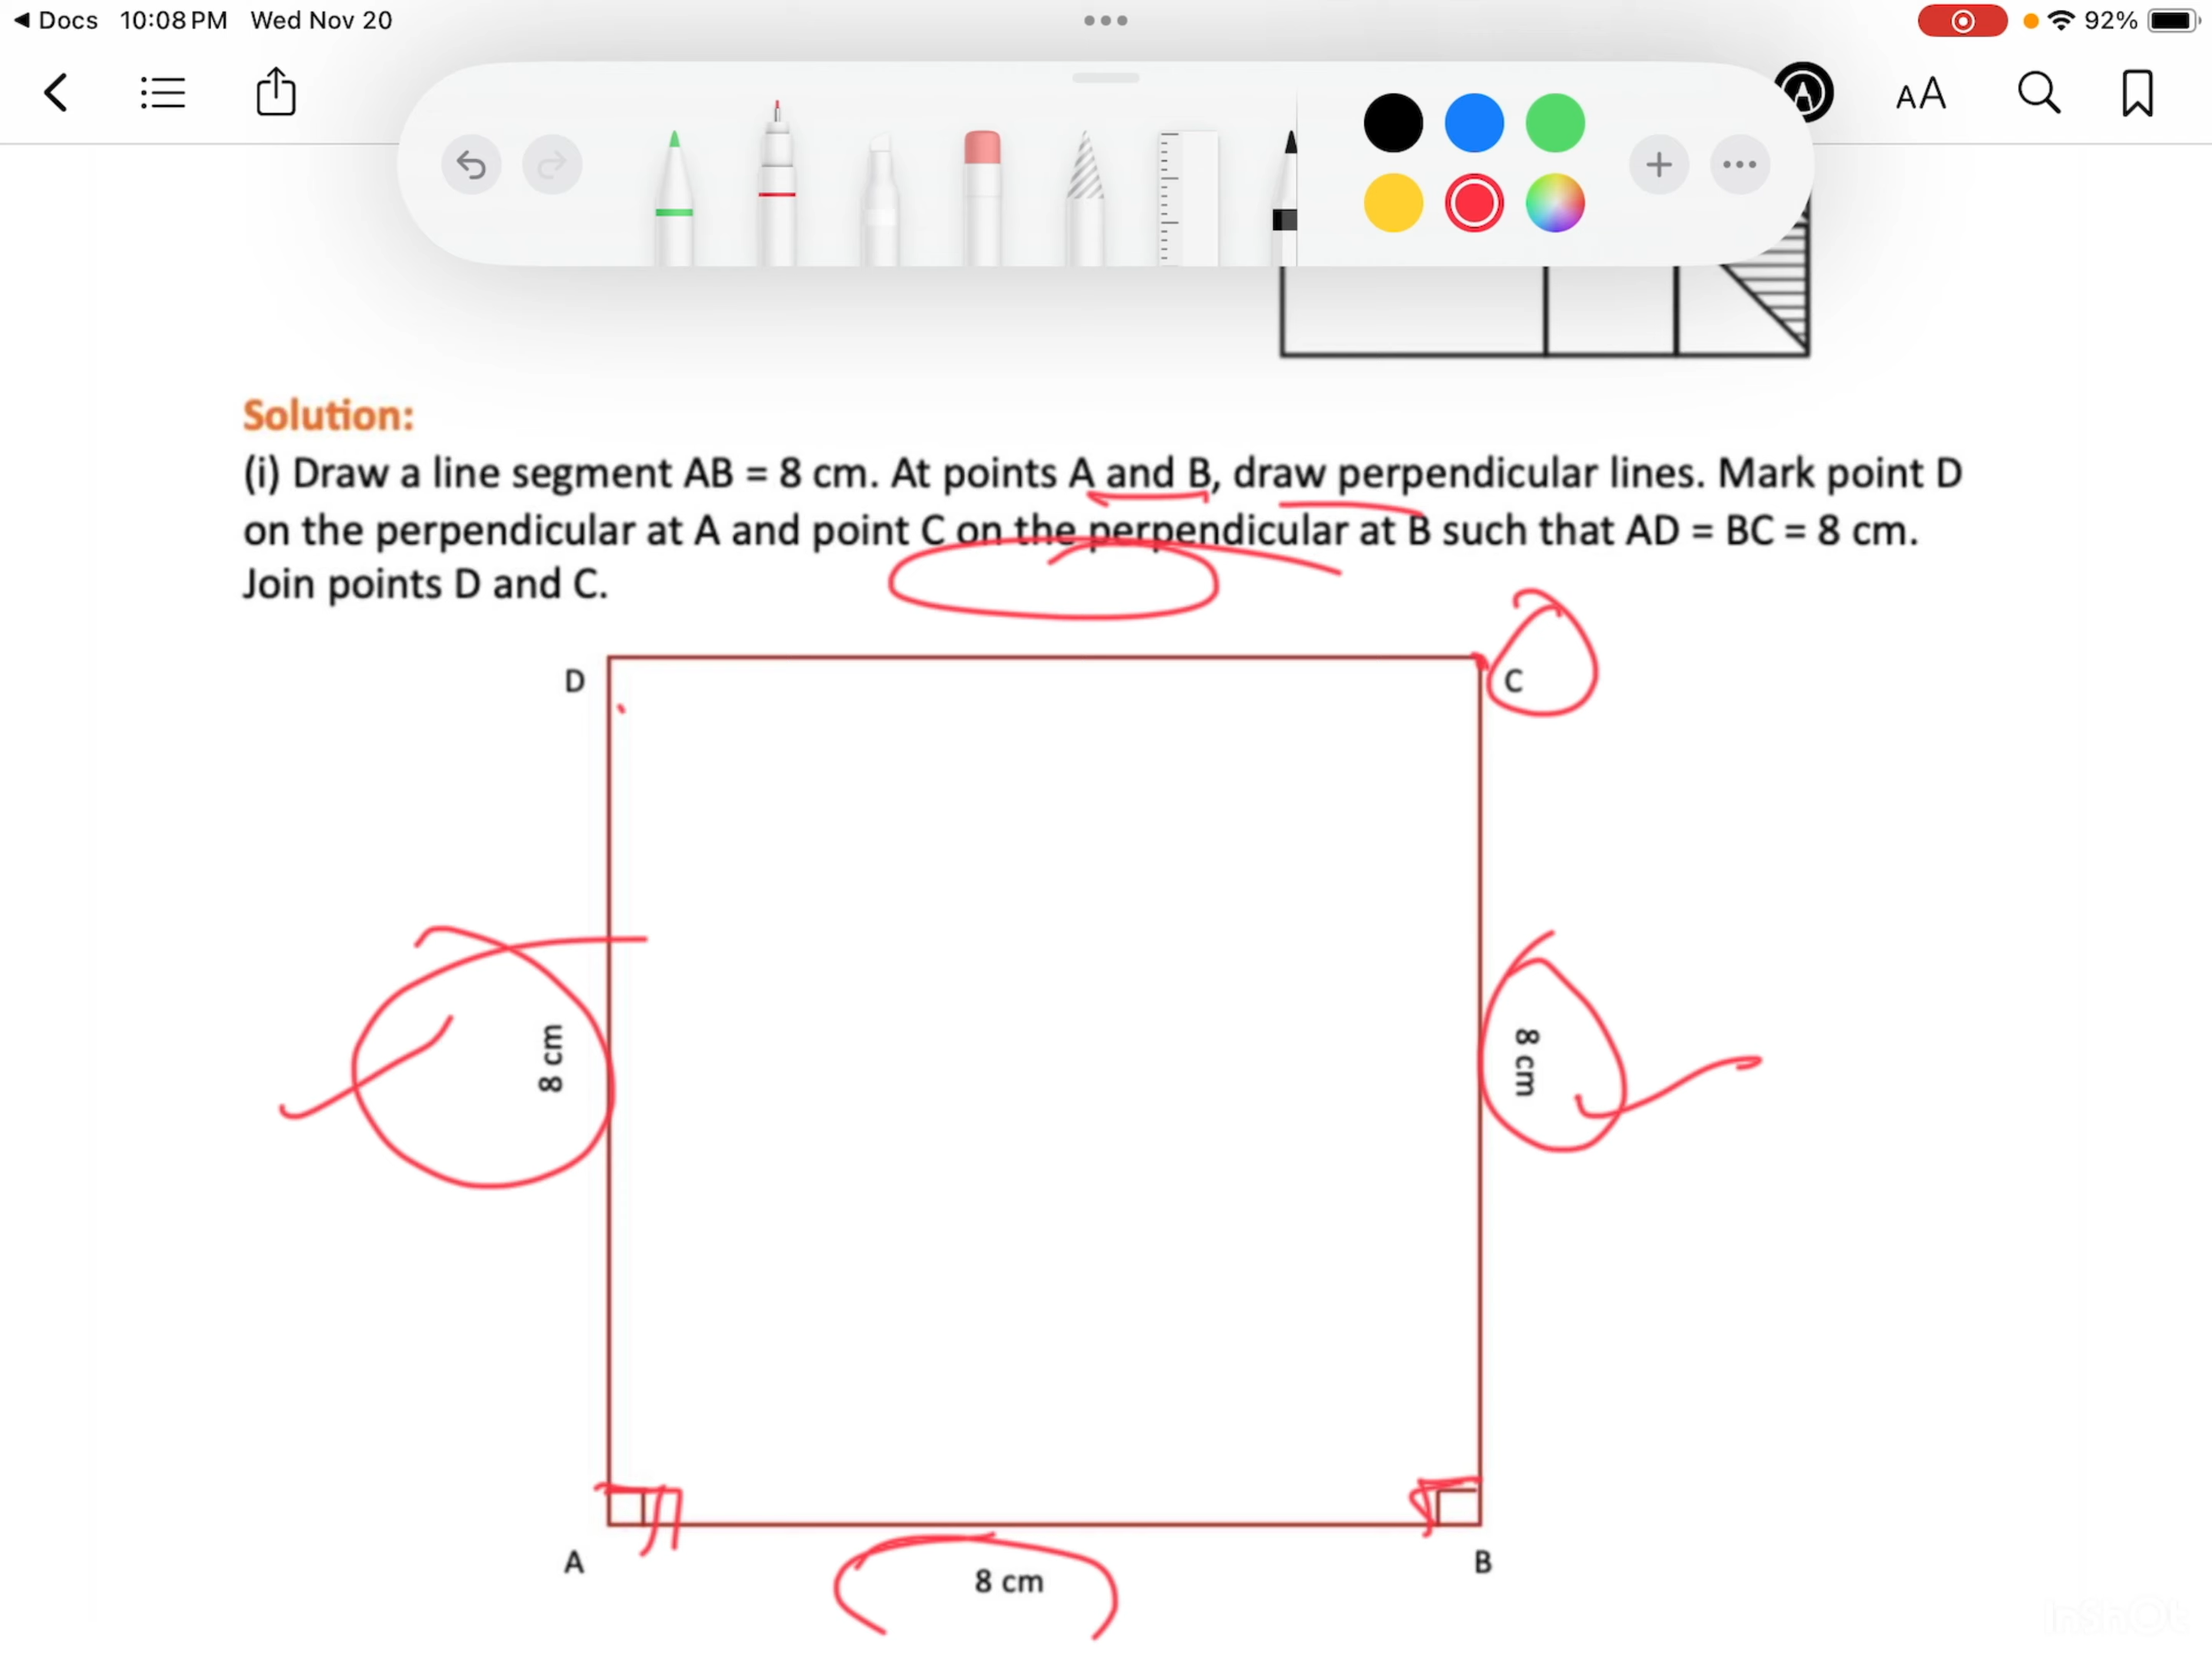 Docs 10:08 PM Wed Nov 20
92%
AA
Solution:
(i) Draw a line segment AB = 8 cm. At points A and B, draw perpendicular lines. Mark point D
on the perpendicular at A and point C on the perpendicular at B such that AD = BC = 8 cm.
Join points D and C.
D
C
8 cm
8 cm
A
B
8 cm
InShOt